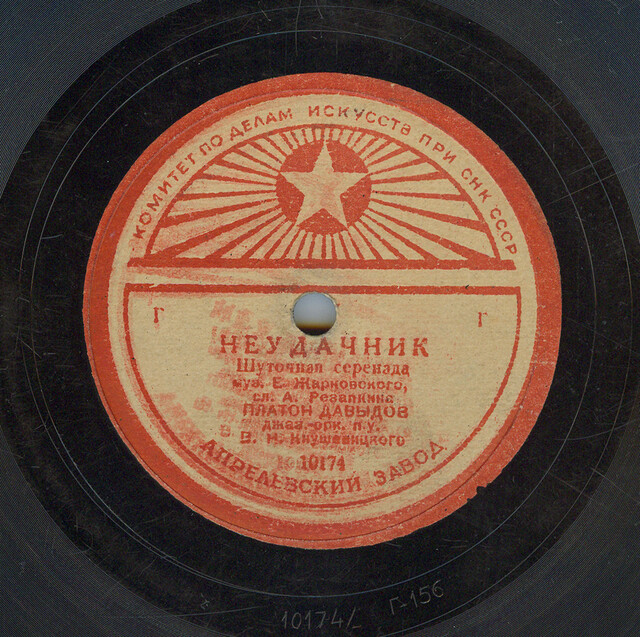 КОМИТЕТ ПО ДЕЛАМ ИСКУССТВ ПРИ СНК СССР
Г Г
НЕУДАЧНИК
Шуточная серенада
муз. Е. Жарковского,
сл. А. Резапкина
ПЛАТОН ДАВЫДОВ
джаз-орк. п/у.
В. Н. Кнушевицкого
10174
АПРЕЛЕВСКИЙ ЗАВОД
10174/ Г-156